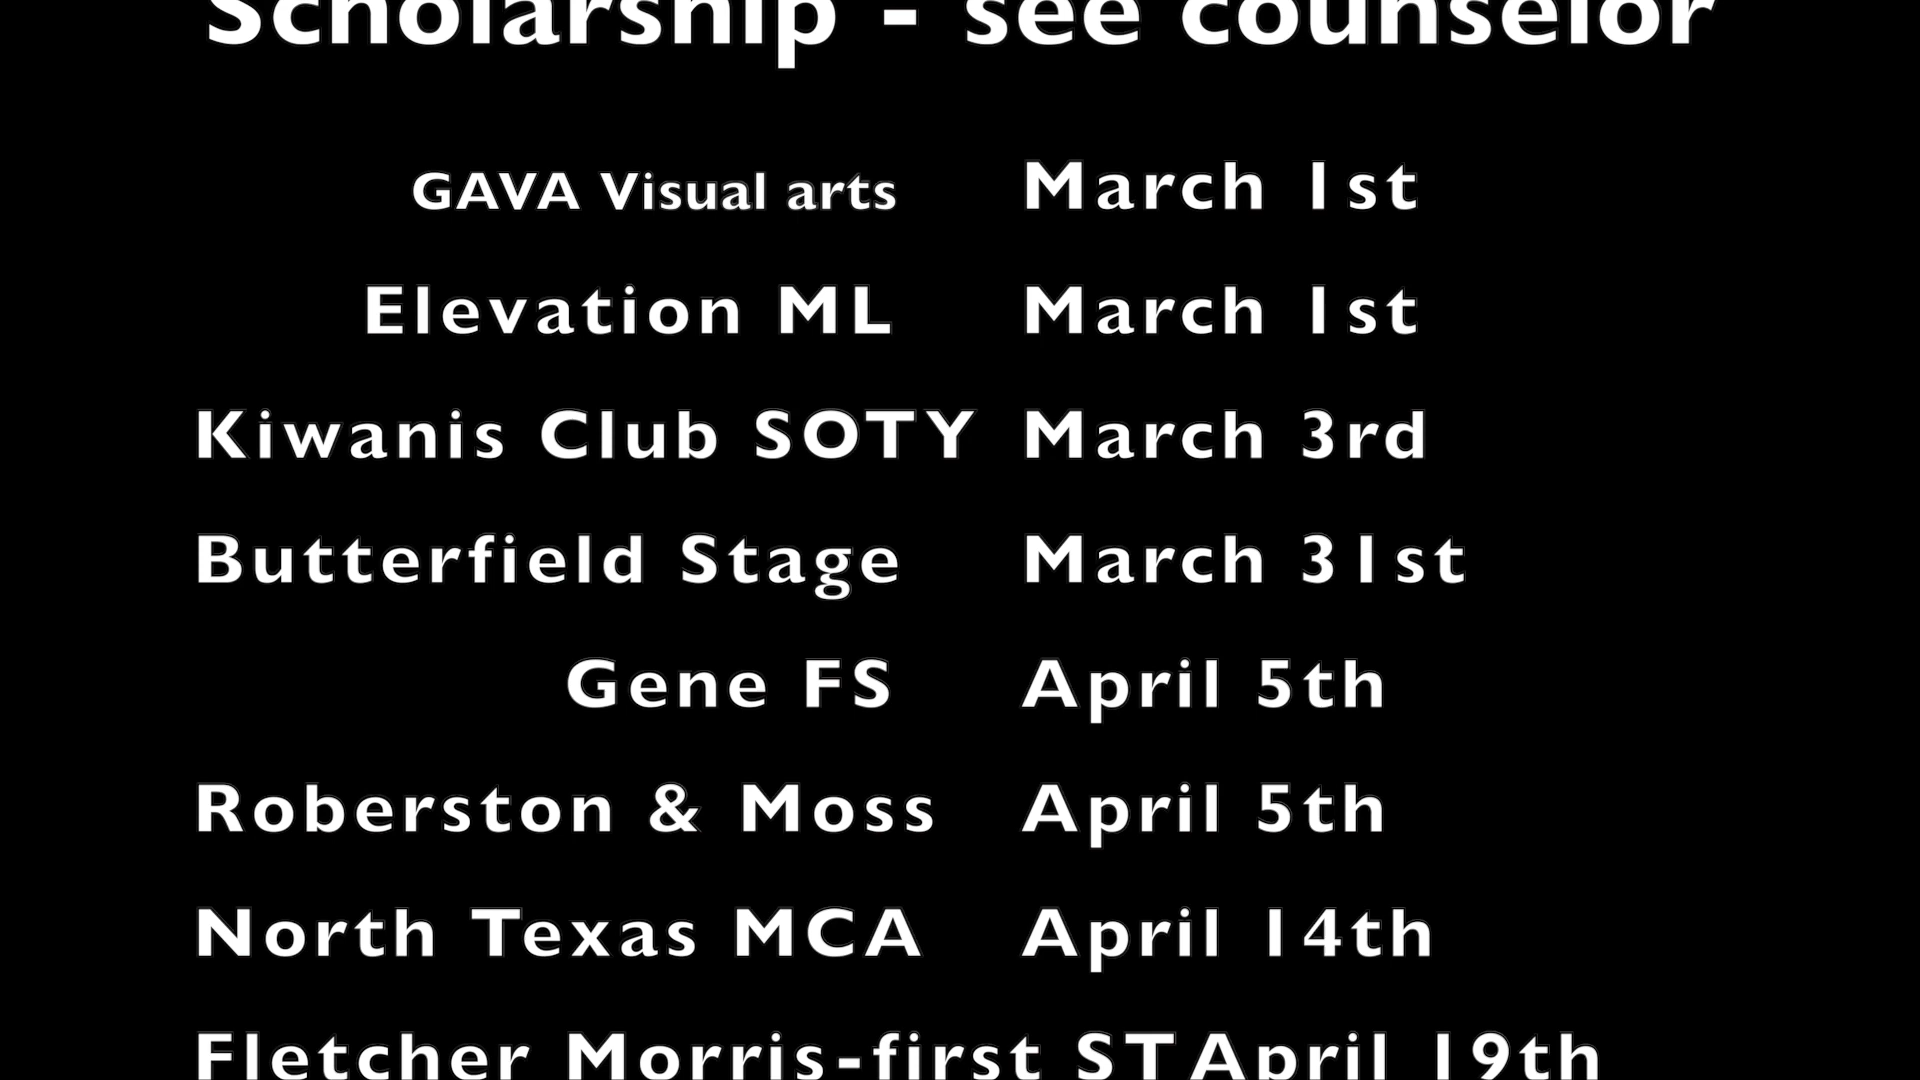 Scholarship - see counselor
GAVA Visual arts March 1st
Elevation ML March 1st
Kiwanis Club SOTY March 3rd
Butterfield Stage March 31st
Gene FS April 5th
Roberston & Moss April 5th
North Texas MCA April 14th
Fletcher Morris-first ST April 19th